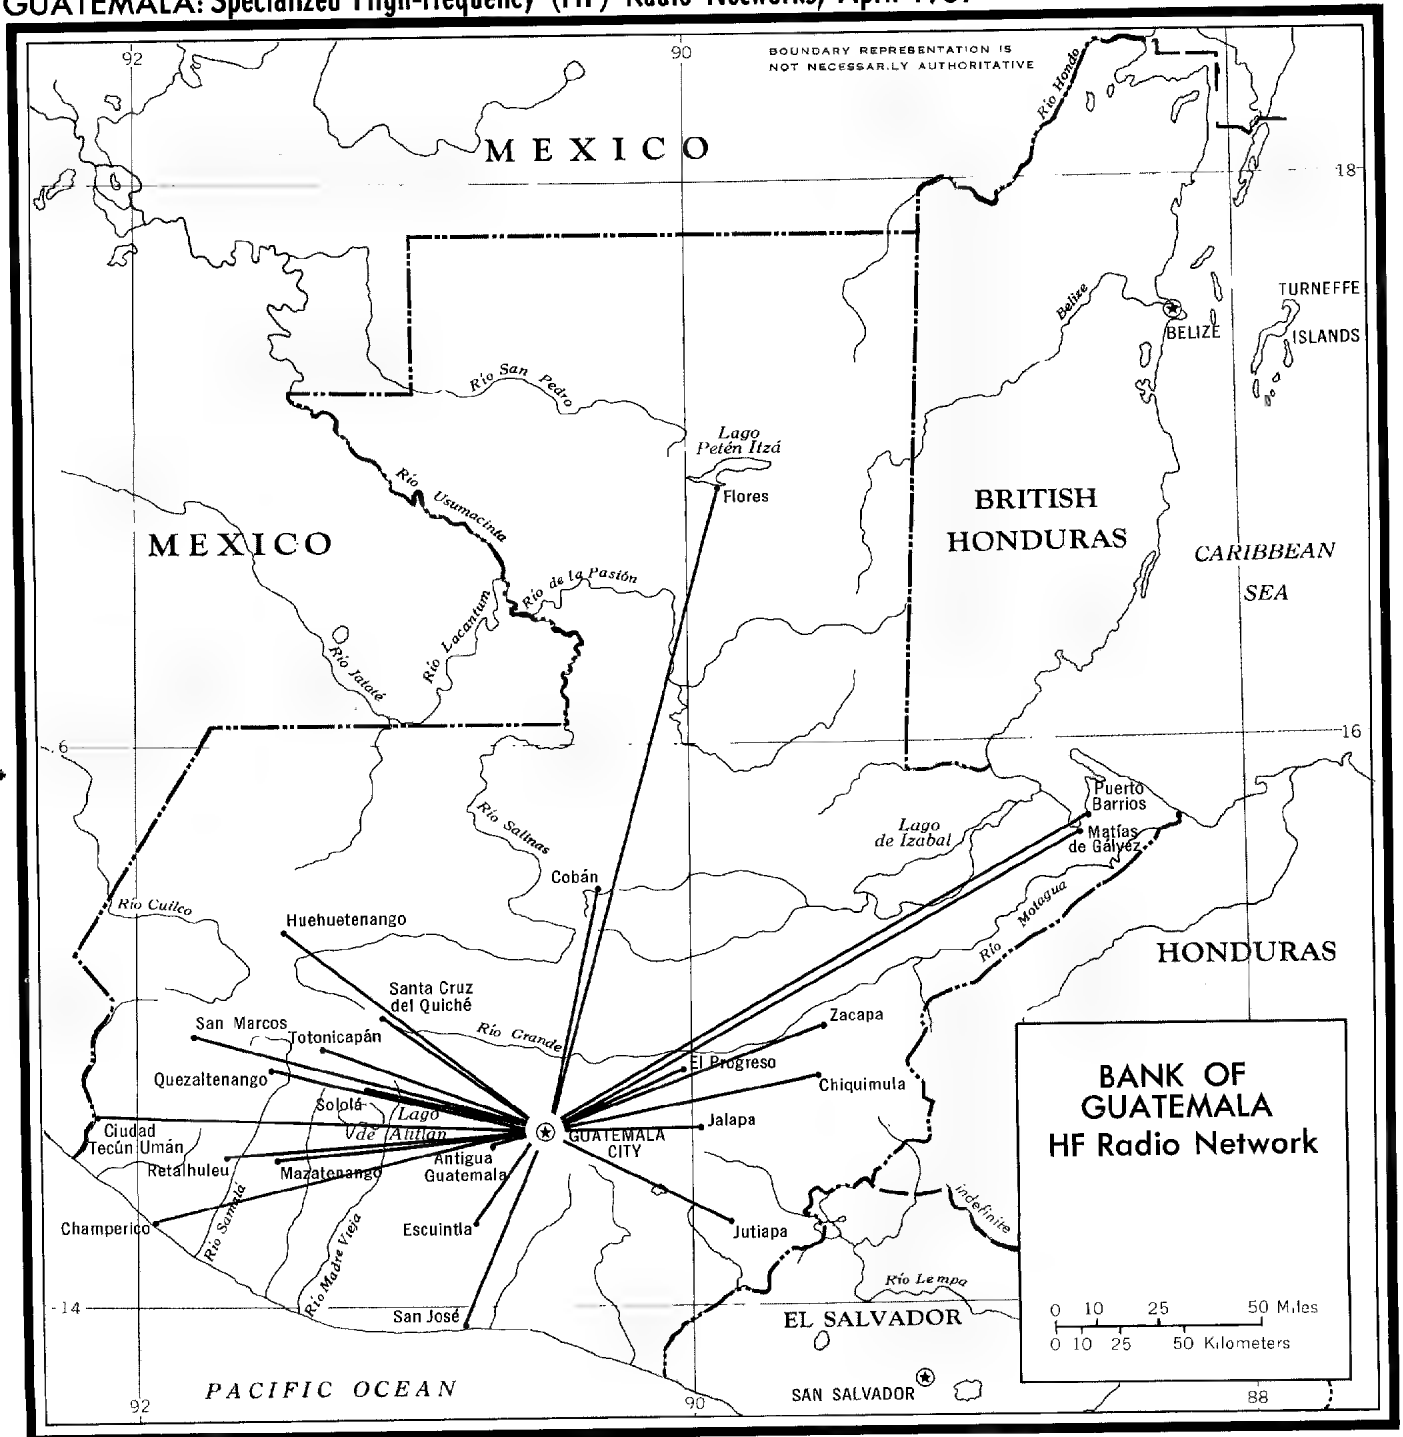 GUATEMALA: Specialized High-frequency (HF) Radio Networks, April
92
90
BOUNDARY REPRESENTATION IS
NOT NECESSARILY AUTHORITATIVE
Río Hondo
MEXICO
18
TURNEFFE
ISLANDS
Belize
BELIZE
Río San Pedro
Lago
Petén Itzá
Flores
Río Usumacinta
BRITISH
HONDURAS
MEXICO
CARIBBEAN
SEA
Río de la Pasión
Río Lacantum
Río Jataté
6
16
Puerto
Barrios
Matías
de Gálvez
Lago
de Izabal
Río Salinas
Cobán
Río Cuilco
Huehuetenango
Río Motagua
HONDURAS
Santa Cruz
del Quiché
San Marcos
Totonicapán
Río Grande
Zacapa
El Progreso
Quezaltenango
Chiquimula
Sololá
Lago
de Atitlan
Jalapa
Ciudad
Tecún Umán
GUATEMALA
CITY
Retalhuleu
Mazatenango
Antigua
Guatemala
Champerico
Río Samalá
Río Madre Vieja
Escuintla
Jutiapa
indefinite
San José
Río Lempa
14
EL SALVADOR
SAN SALVADOR
PACIFIC OCEAN
BANK OF
GUATEMALA
HF Radio Network
0 10 25 50 Miles
0 10 25 50 Kilometers
92
90
88